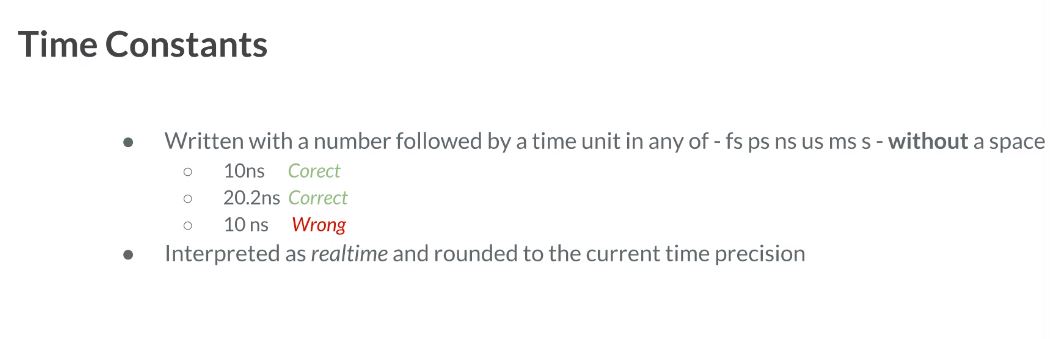 Time Constants
● Written with a number followed by a time unit in any of - fs ps ns us ms s - without a space
○ 10ns Corect
○ 20.2ns Correct
○ 10 ns Wrong
● Interpreted as realtime and rounded to the current time precision